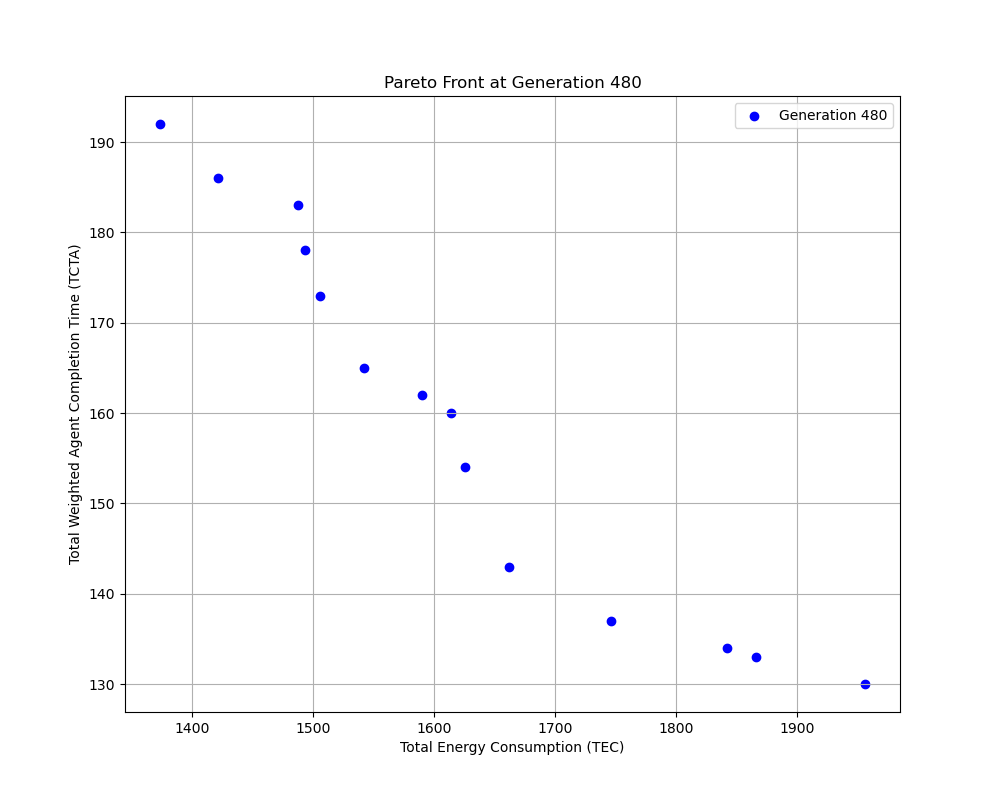 Pareto Front at Generation 480
Generation 480
Total Weighted Agent Completion Time (TCTA)
190
180
170
160
150
140
130
1400 1500 1600 1700 1800 1900
Total Energy Consumption (TEC)